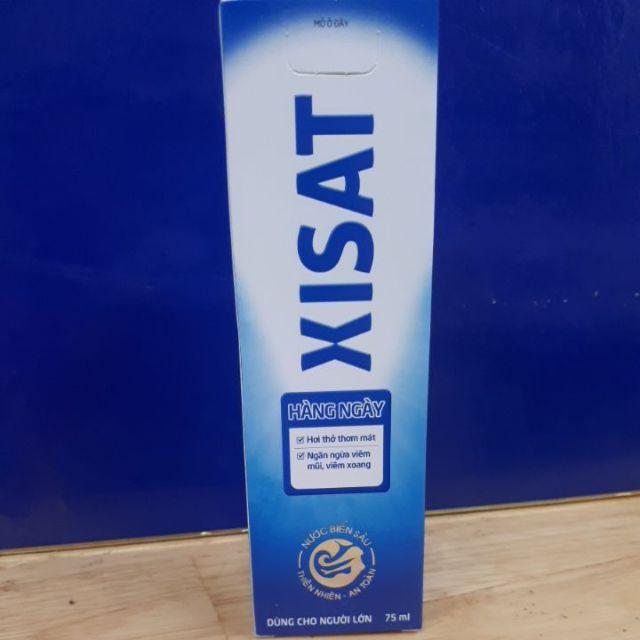 MỞ Ở ĐÂY
XISAT
HÀNG NGÀY
Hơi thở thơm mát
Ngăn ngừa viêm
mũi, viêm xoang
NƯỚC BIỂN SÂU
THIÊN NHIÊN - AN TOÀN
DÙNG CHO NGƯỜI LỚN 75 ml